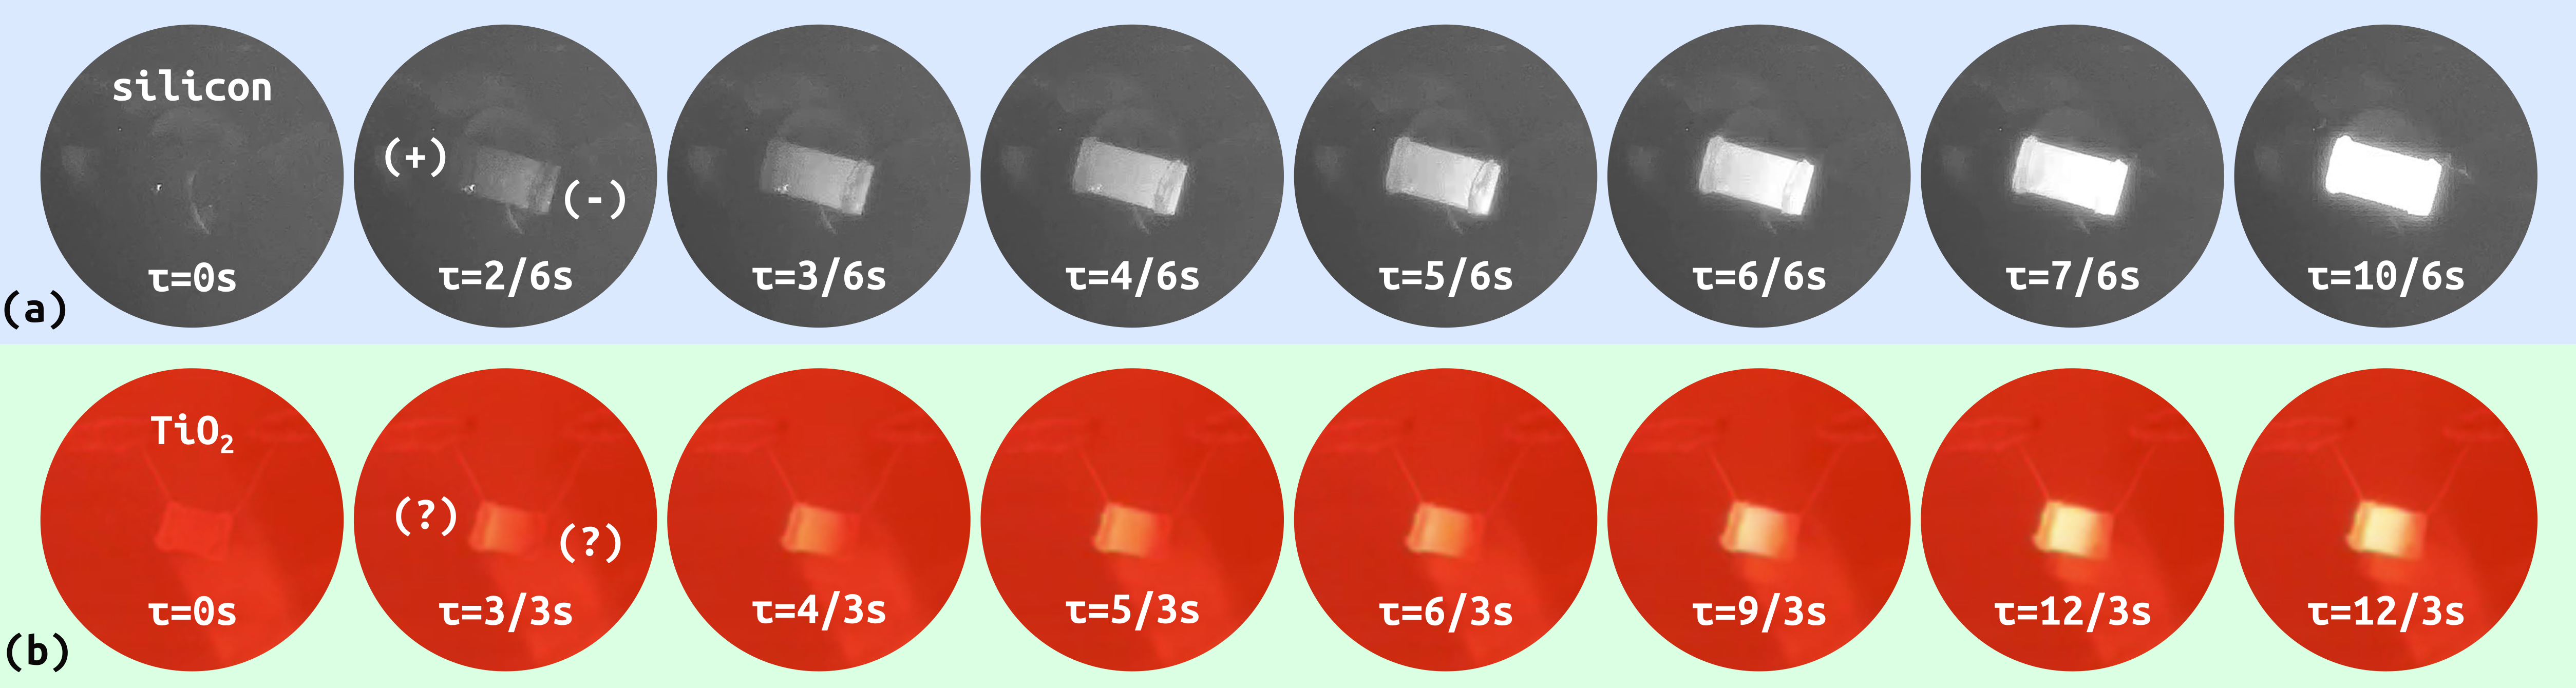 silicon
τ=0s
(+)
(-)
τ=2/6s
τ=3/6s
τ=4/6s
τ=5/6s
τ=6/6s
τ=7/6s
τ=10/6s
(a)
TiO₂
τ=0s
(?)
(?)
τ=3/3s
τ=4/3s
τ=5/3s
τ=6/3s
τ=9/3s
τ=12/3s
τ=12/3s
(b)